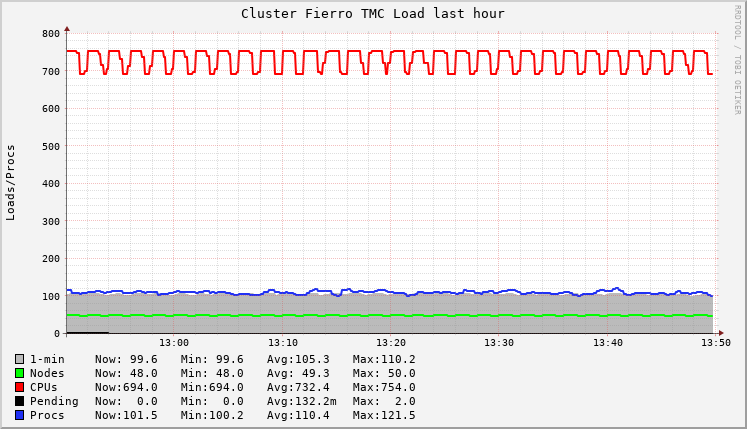 Cluster Fierro TMC Load last hour
RRDTOOL / TOBI OETIKER
Loads/Procs
800
700
600
500
400
300
200
100
0
13:00 13:10 13:20 13:30 13:40 13:50
1-min Now: 99.6 Min: 99.6 Avg:105.3 Max:110.2
Nodes Now: 48.0 Min: 48.0 Avg: 49.3 Max: 50.0
CPUs Now:694.0 Min:694.0 Avg:732.4 Max:754.0
Pending Now: 0.0 Min: 0.0 Avg:132.2m Max: 2.0
Procs Now:101.5 Min:100.2 Avg:110.4 Max:121.5